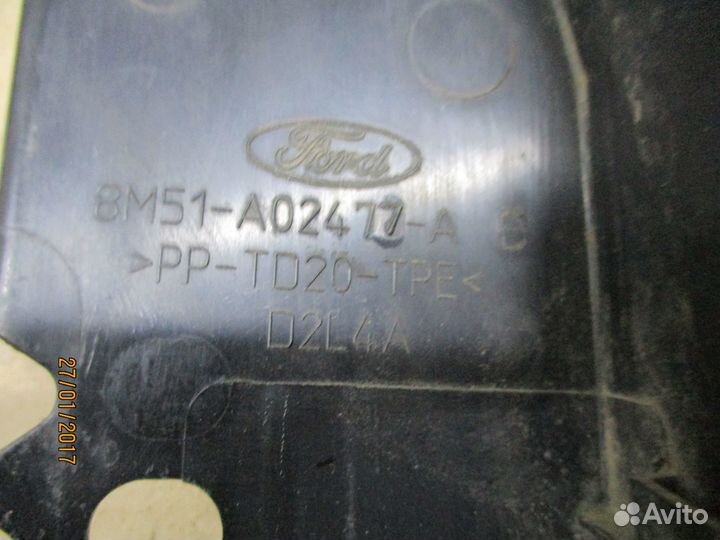 Ford
8M51-A02477-A B
>PP-TD20-TPE<
D2L4A
27/01/2017
Avito